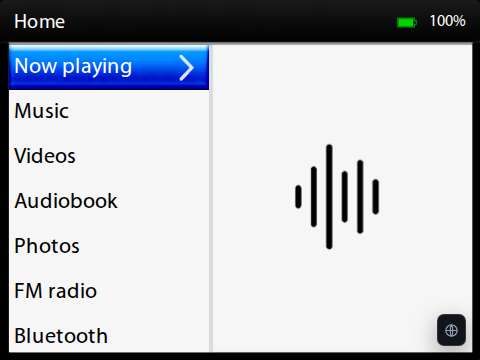 Home
100%
Now playing
Music
Videos
Audiobook
Photos
FM radio
Bluetooth